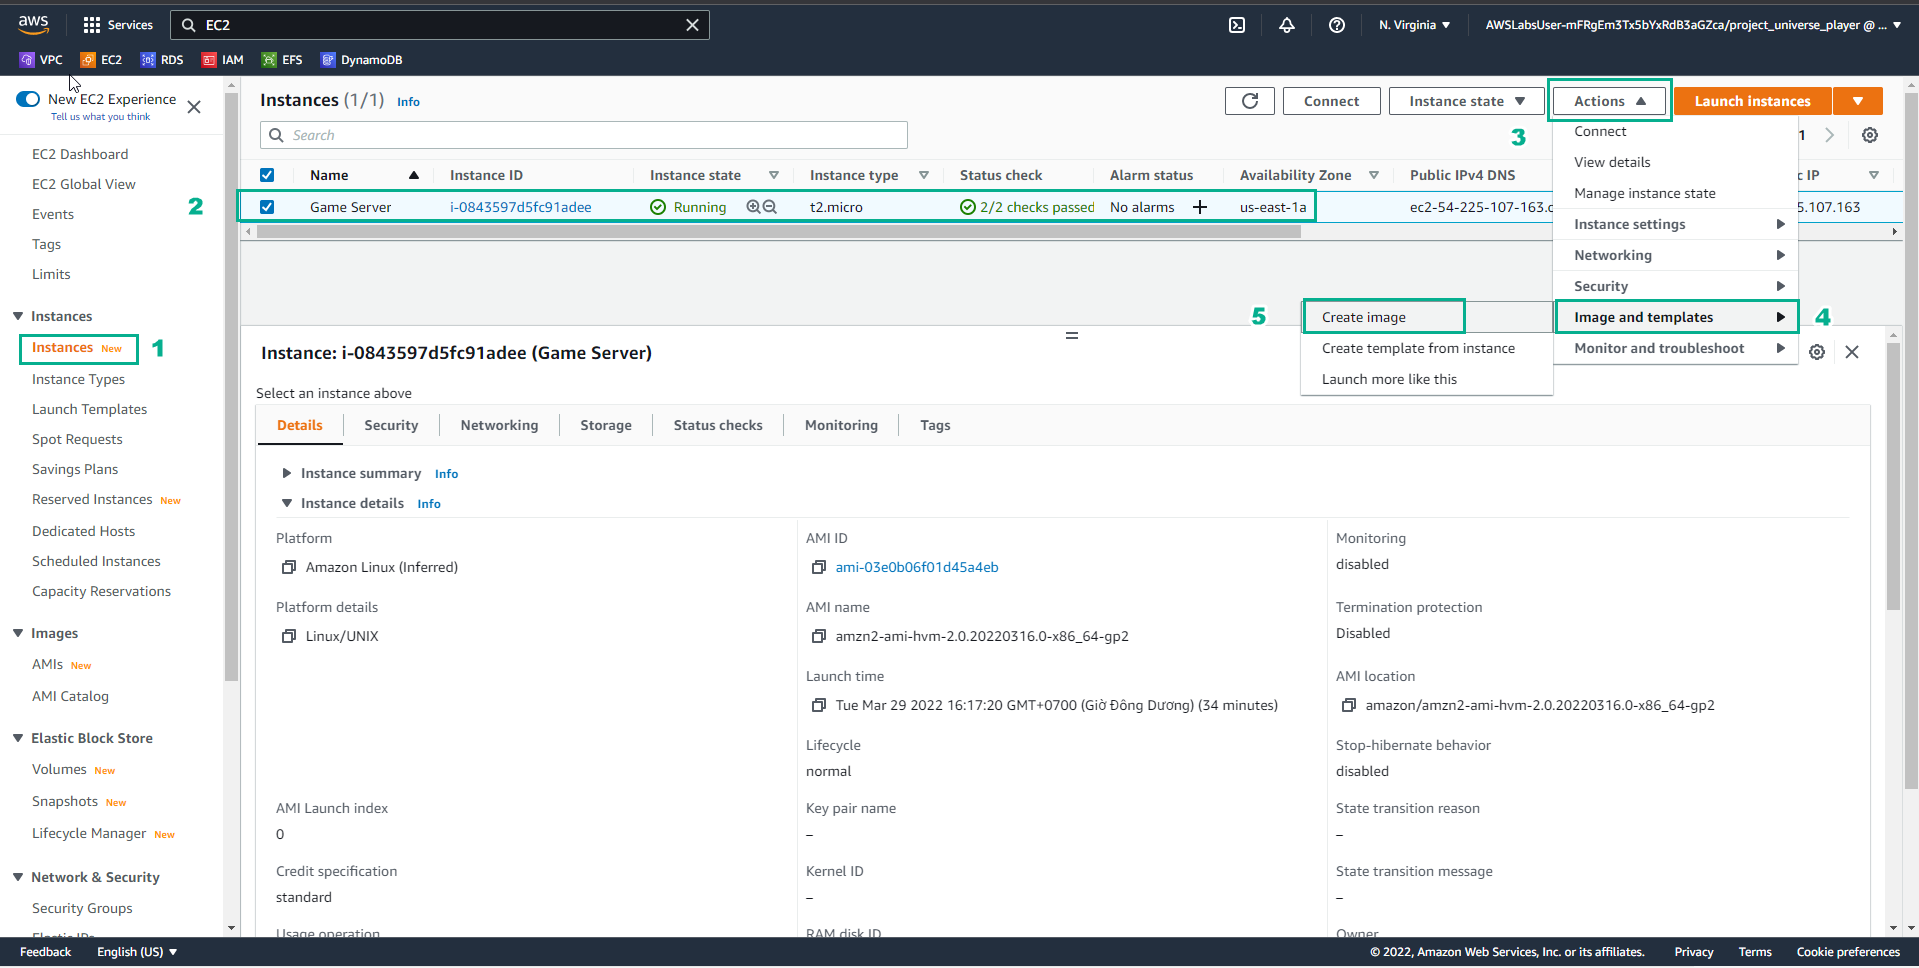 aws Services EC2 N. Virginia AWSLabsUser-mFRgEm3Tx5bYxRdB3aGZca/project_universe_player @ ...
VPC EC2 RDS IAM EFS DynamoDB
New EC2 Experience
Tell us what you think
EC2 Dashboard
EC2 Global View
Events
2
Tags
Limits
Instances
Instances New 1
Instance Types
Launch Templates
Spot Requests
Savings Plans
Reserved Instances New
Dedicated Hosts
Scheduled Instances
Capacity Reservations
Images
AMIs New
AMI Catalog
Elastic Block Store
Volumes New
Snapshots New
Lifecycle Manager New
Network & Security
Security Groups
Elastic IPs
Instances (1/1) Info Connect Instance state Actions Launch instances
Search 3 1
Name Instance ID Instance state Instance type Status check Alarm status Availability Zone Public IPv4 DNS IP
Game Server i-0843597d5fc91adee Running t2.micro 2/2 checks passed No alarms us-east-1a ec2-54-225-107-163.c 5.107.163
Connect
View details
Manage instance state
Instance settings
Networking
Security
Image and templates 4
Monitor and troubleshoot
5 Create image
Create template from instance
Launch more like this
Instance: i-0843597d5fc91adee (Game Server)
Select an instance above
Details Security Networking Storage Status checks Monitoring Tags
Instance summary Info
Instance details Info
Platform AMI ID Monitoring
Amazon Linux (Inferred) ami-03e0b06f01d45a4eb disabled
Platform details AMI name Termination protection
Linux/UNIX amzn2-ami-hvm-2.0.20220316.0-x86_64-gp2 Disabled
Launch time AMI location
Tue Mar 29 2022 16:17:20 GMT+0700 (Giờ Đông Dương) (34 minutes) amazon/amzn2-ami-hvm-2.0.20220316.0-x86_64-gp2
Lifecycle Stop-hibernate behavior
normal disabled
AMI Launch index Key pair name State transition reason
0 – –
Credit specification Kernel ID State transition message
standard – –
Usage operation RAM disk ID Owner
Feedback English (US) © 2022, Amazon Web Services, Inc. or its affiliates. Privacy Terms Cookie preferences